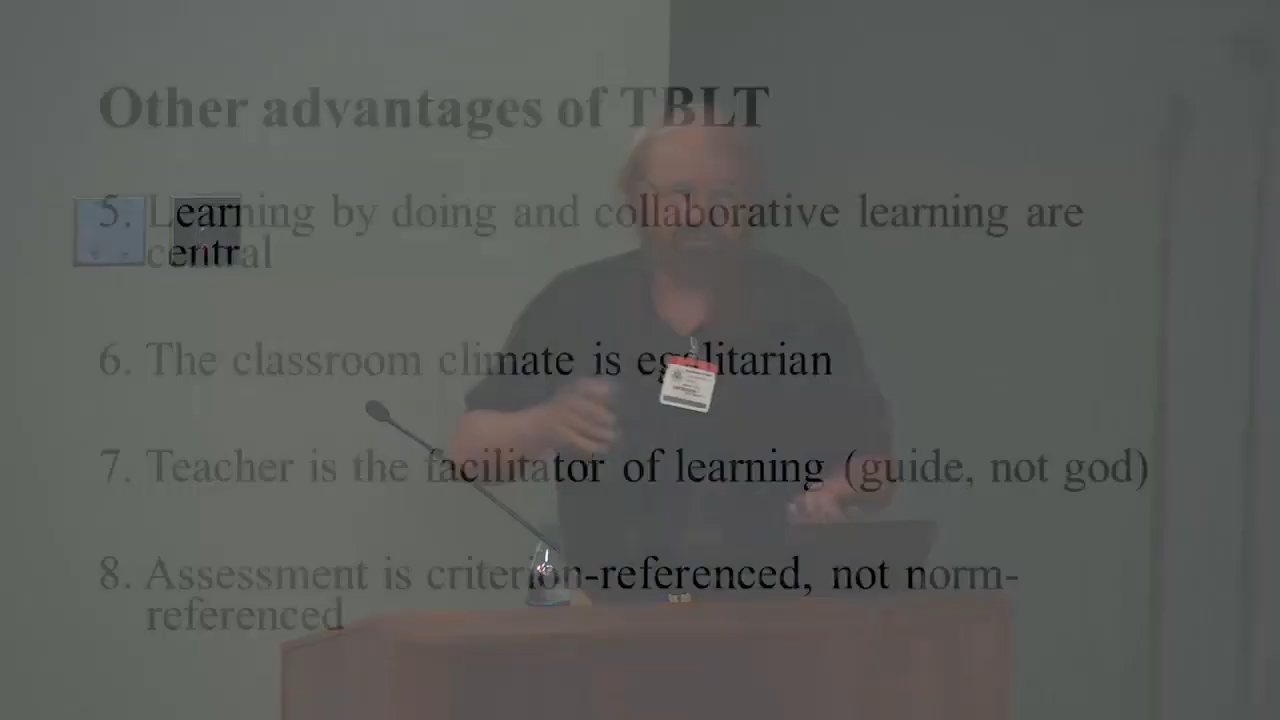 Other advantages of TBLT
5. Learning by doing and collaborative learning are
central
6. The classroom climate is egalitarian
7. Teacher is the facilitator of learning (guide, not god)
8. Assessment is criterion-referenced, not norm-
referenced